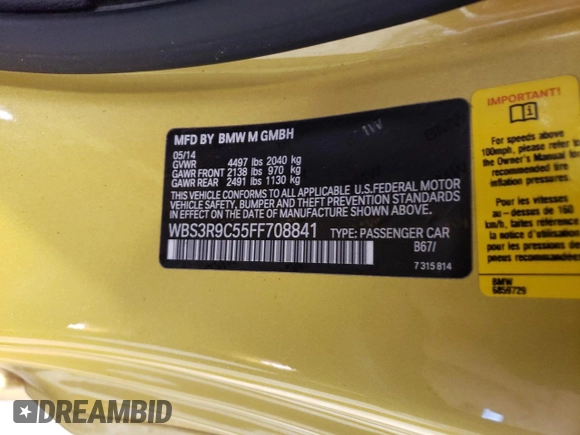 MFD BY BMW M GMBH
05/14
GVWR 4497 lbs 2040 kg
GAWR FRONT 2138 lbs 970 kg
GAWR REAR 2491 lbs 1130 kg
THIS VEHICLE CONFORMS TO ALL APPLICABLE U.S.FEDERAL MOTOR
VEHICLE SAFETY, BUMPER, AND THEFT PREVENTION STANDARDS
IN EFFECT ON THE DATE OF MANUFACTURE SHOWN ABOVE.
WBS3R9C55FF708841 TYPE: PASSENGER CAR
B67/
7 315 814
IMPORTANT!
For speeds above
100mph, please refer to
the Owner's Manual for
recommended tire
inflation pressures.
Vitesses
au-dessus de 160
km/h, reportez-
BMW
6859729
DREAMBID